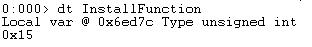 0:000> dt InstallFunction
Local var @ 0x6ed7c Type unsigned int
0x15